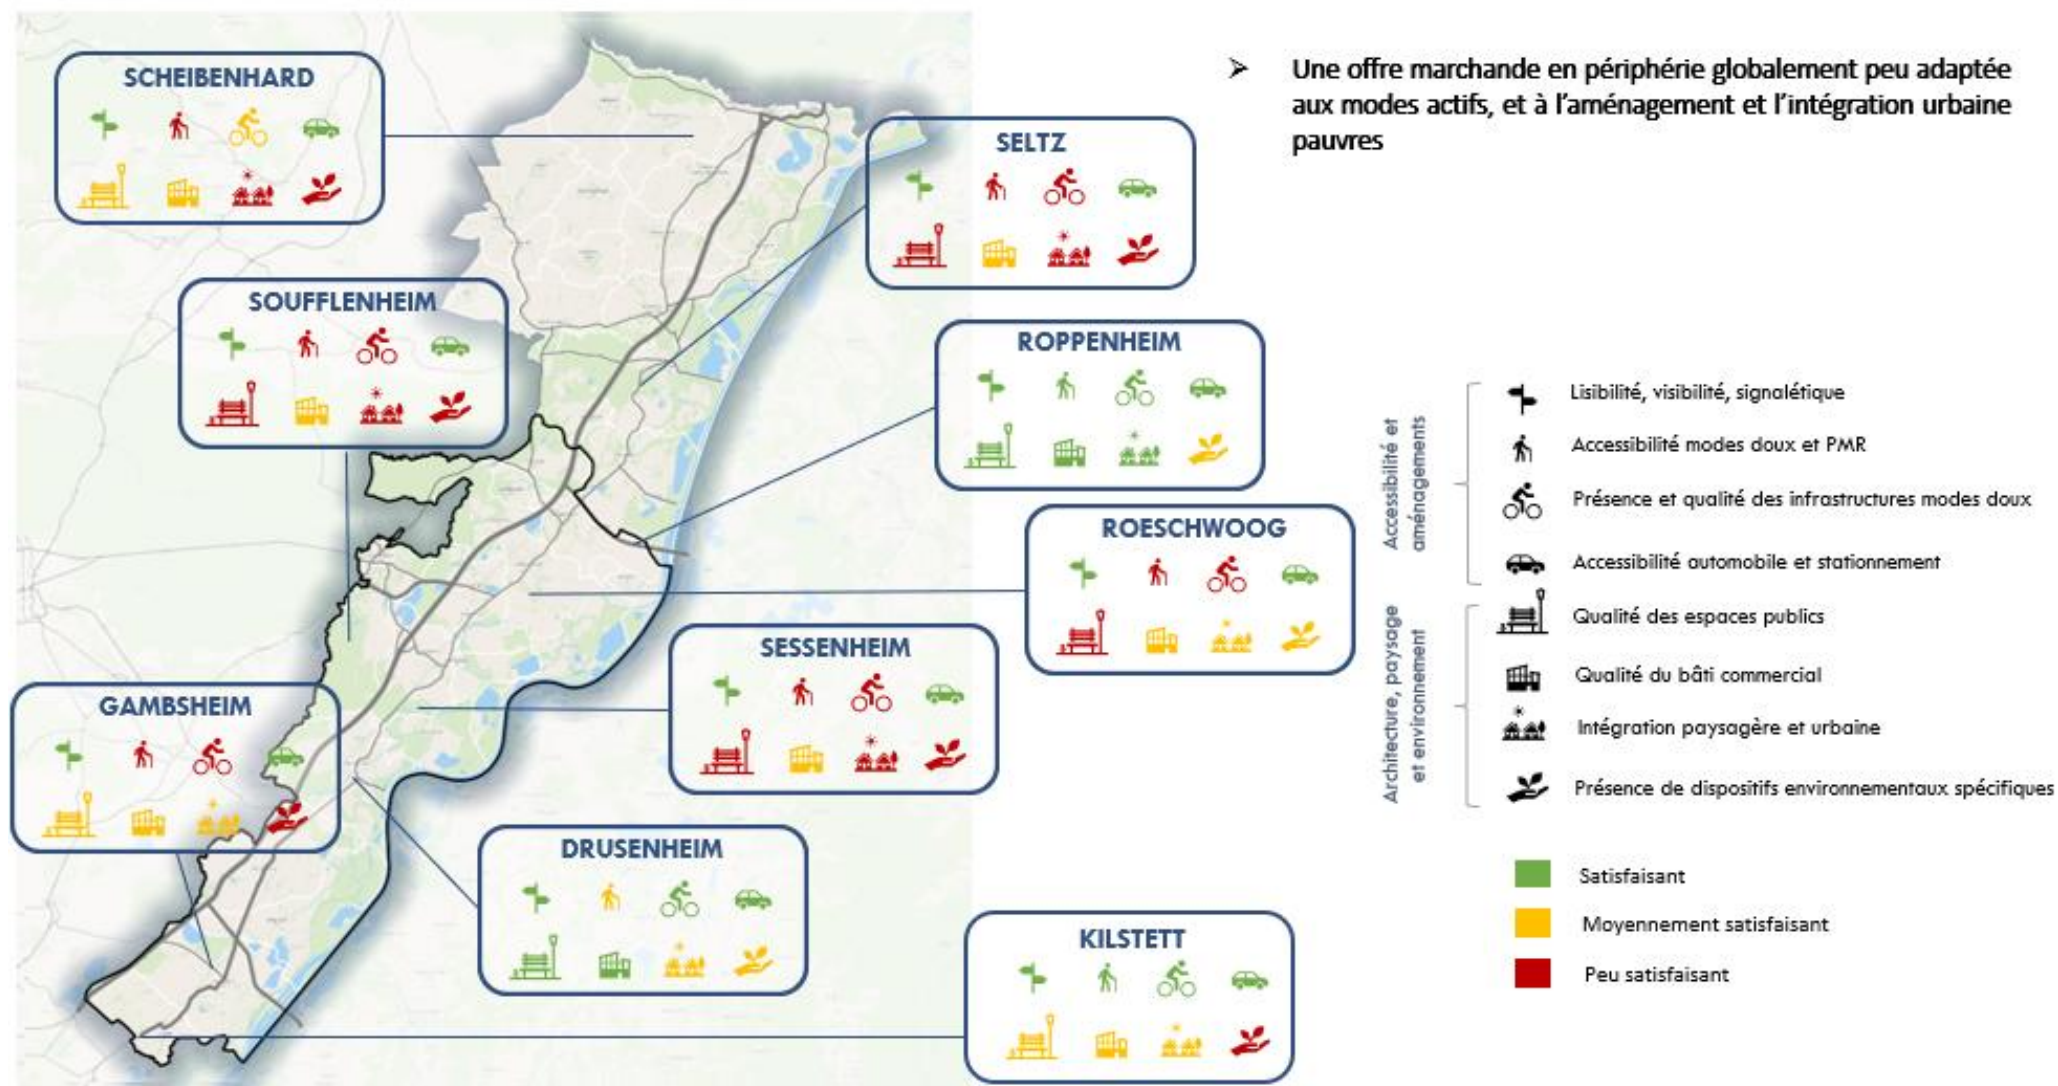 ➢ Une offre marchande en périphérie globalement peu adaptée
aux modes actifs, et à l’aménagement et l’intégration urbaine
pauvres
SCHEIBENHARD
SELTZ
SOUFFLENHEIM
ROPPENHEIM
ROESCHWOOG
SESSENHEIM
GAMBSHEIM
DRUSENHEIM
KILSTETT
Accessibilité et
aménagements
Lisibilité, visibilité, signalétique
Accessibilité modes doux et PMR
Présence et qualité des infrastructures modes doux
Accessibilité automobile et stationnement
Architecture, paysage
et environnement
Qualité des espaces publics
Qualité du bâti commercial
Intégration paysagère et urbaine
Présence de dispositifs environnementaux spécifiques
Satisfaisant
Moyennement satisfaisant
Peu satisfaisant